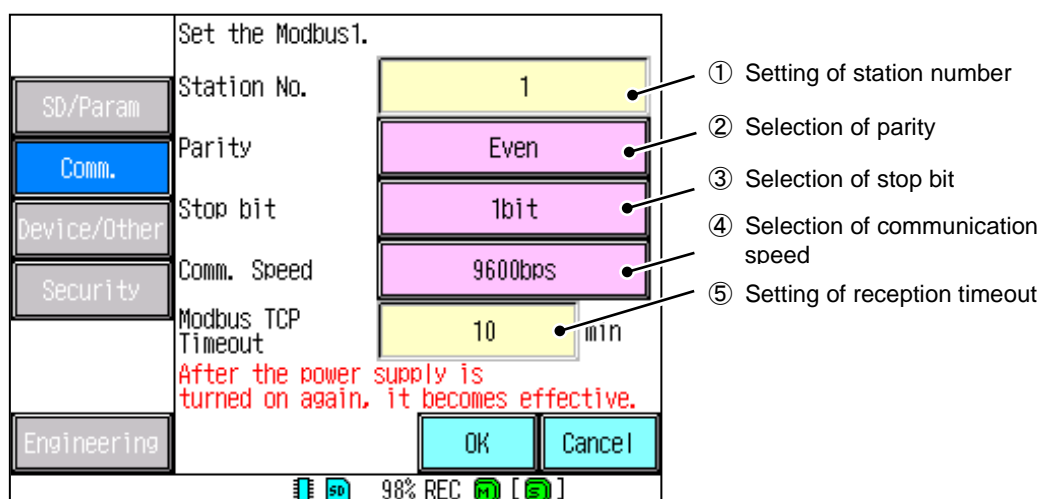 Set the Modbus1.
Station No.
1
SD/Param
Parity
Even
Comm.
Stop bit
1bit
Device/Other
Comm. Speed
9600bps
Security
Modbus TCP
Timeout
10
min
After the power supply is
turned on again, it becomes effective.
Engineering
OK
Cancel
SD
98% REC M [S]
① Setting of station number
② Selection of parity
③ Selection of stop bit
④ Selection of communication
speed
⑤ Setting of reception timeout